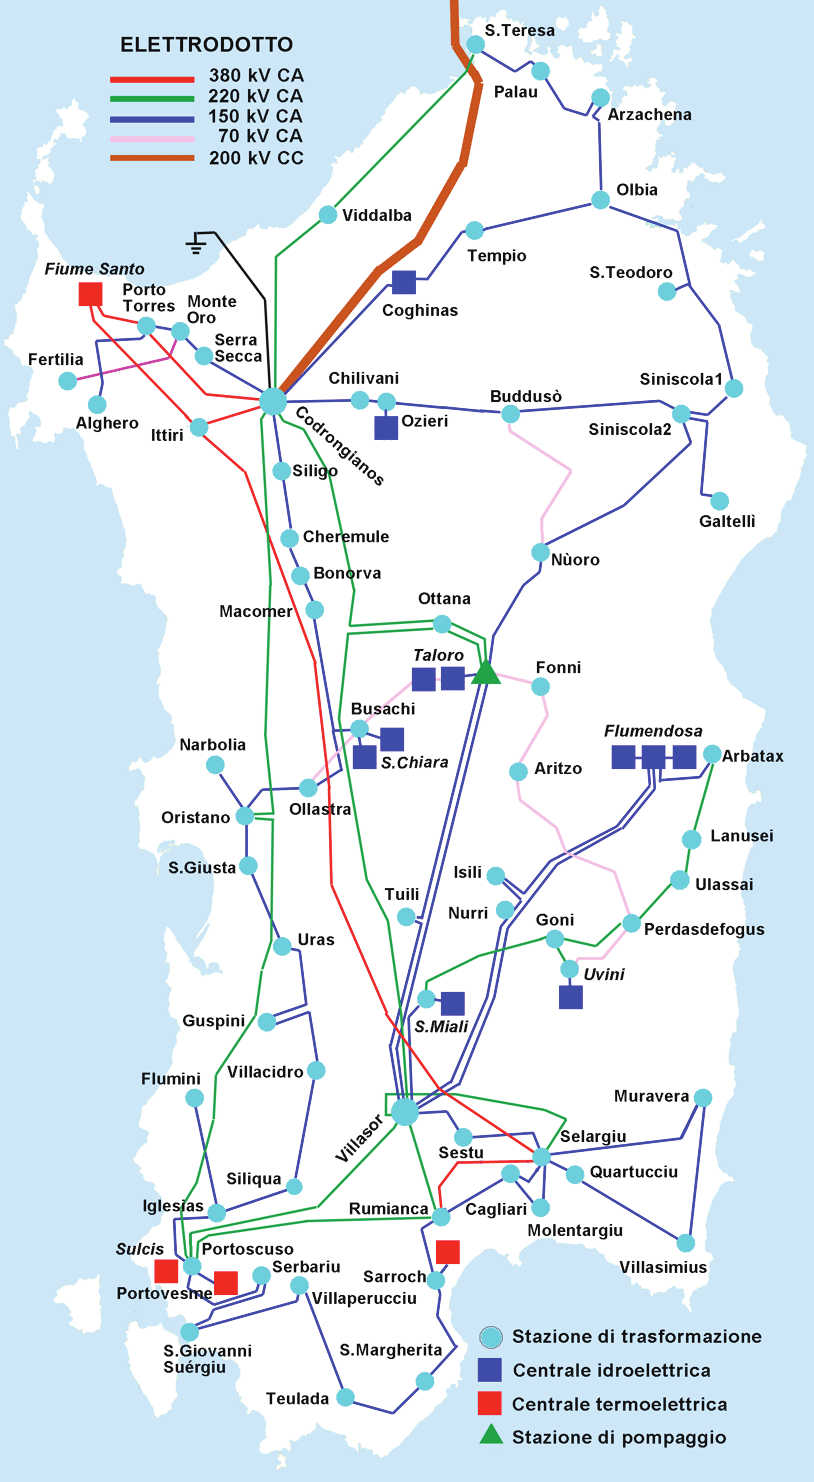 S.Teresa
ELETTRODOTTO
380 kV CA
220 kV CA
150 kV CA
70 kV CA
200 kV CC
Palau
Arzachena
Olbia
Viddalba
Tempio
S.Teodoro
Fiume Santo
Porto
Torres
Monte
Oro
Coghinas
Serra
Secca
Fertilia
Alghero
Ittiri
Chilivani
Ozieri
Buddusò
Siniscola1
Siniscola2
Codrongianos
Siligo
Galtellì
Cheremule
Nùoro
Bonorva
Macomer
Ottana
Taloro
Fonni
Busachi
S.Chiara
Flumendosa
Arbatax
Narbolia
Aritzo
Ollastra
Oristano
Lanusei
S.Giusta
Isili
Ulassai
Tuili
Nurri
Goni
Perdasdefogus
Uras
Uvini
Guspini
S.Miali
Villacidro
Flumini
Muravera
Villasor
Sestu
Selargiu
Quartucciu
Siliqua
Iglesias
Rumianca
Cagliari
Molentargiu
Sulcis
Portoscuso
Portovesme
Serbariu
Sarroch
Villasimius
Villaperucciu
S.Giovanni
Suérgiu
S.Margherita
Teulada
Stazione di trasformazione
Centrale idroelettrica
Centrale termoelettrica
Stazione di pompaggio